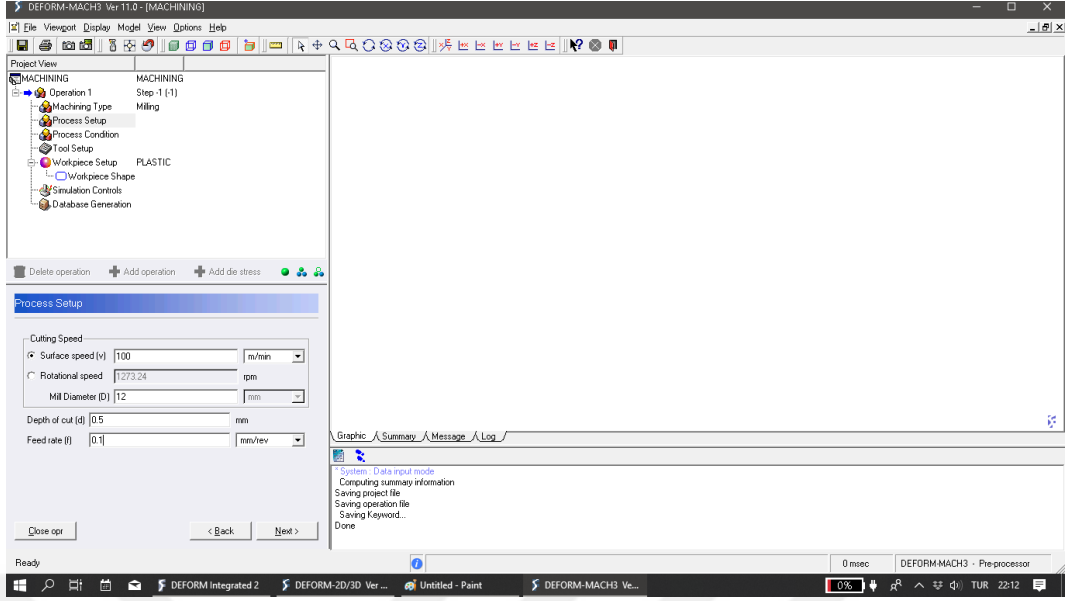 DEFORM-MACH3 Ver 11.0 - [MACHINING]
File Viewport Display Model View Options Help
Project View
MACHINING MACHINING
Operation 1 Step -1 (-1)
Machining Type Milling
Process Setup
Process Condition
Tool Setup
Workpiece Setup PLASTIC
Workpiece Shape
Simulation Controls
Database Generation
Delete operation Add operation Add die stress
Process Setup
Cutting Speed
Surface speed (v) 100 m/min
Rotational speed 1273.24 rpm
Mill Diameter (D) 12 mm
Depth of cut (d) 0.5 mm
Feed rate (f) 0.1 mm/rev
Close opr < Back Next >
Graphic Summary Message Log
* System : Data input mode
Computing summary information
Saving project file
Saving operation file
Saving Keyword...
Done
Ready 0 msec DEFORM-MACH3 - Pre-processor
DEFORM Integrated 2 DEFORM-2D/3D Ver ... Untitled - Paint DEFORM-MACH3 Ve... 0% TUR 22:12